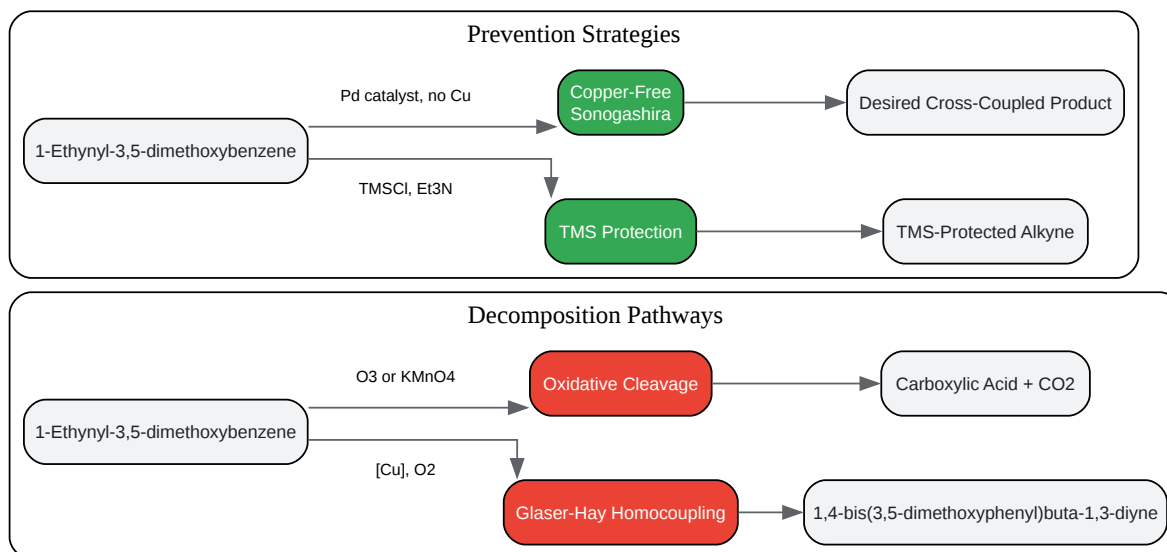 Prevention Strategies
Pd catalyst, no Cu
Copper-Free
Sonogashira
Desired Cross-Coupled Product
1-Ethynyl-3,5-dimethoxybenzene
TMSCl, Et3N
TMS Protection
TMS-Protected Alkyne
Decomposition Pathways
O3 or KMnO4
Oxidative Cleavage
Carboxylic Acid + CO2
1-Ethynyl-3,5-dimethoxybenzene
[Cu], O2
Glaser-Hay Homocoupling
1,4-bis(3,5-dimethoxyphenyl)buta-1,3-diyne